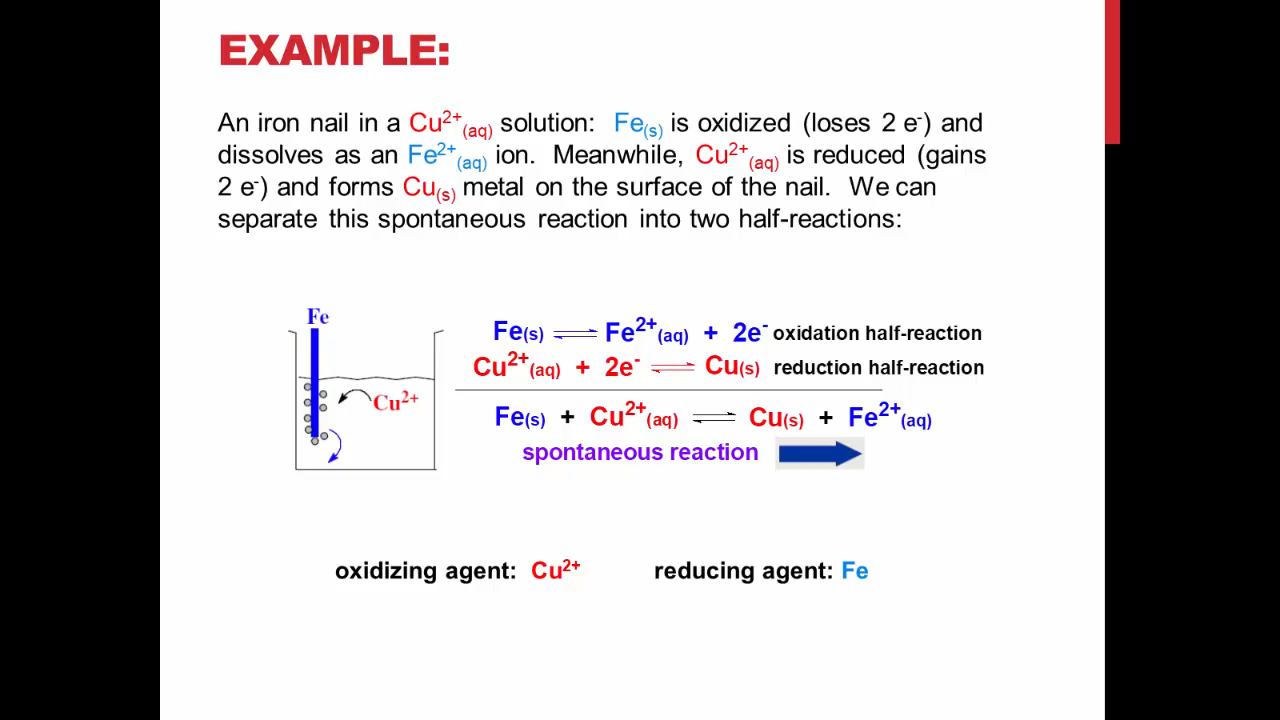 EXAMPLE:
An iron nail in a Cu²⁺(aq) solution: Fe(s) is oxidized (loses 2 e⁻) and
dissolves as an Fe²⁺(aq) ion. Meanwhile, Cu²⁺(aq) is reduced (gains
2 e⁻) and forms Cu(s) metal on the surface of the nail. We can
separate this spontaneous reaction into two half-reactions:
Fe
Cu²⁺
Fe(s) ⇌ Fe²⁺(aq) + 2e⁻ oxidation half-reaction
Cu²⁺(aq) + 2e⁻ ⇌ Cu(s) reduction half-reaction
Fe(s) + Cu²⁺(aq) ⇌ Cu(s) + Fe²⁺(aq)
spontaneous reaction
oxidizing agent: Cu²⁺ reducing agent: Fe